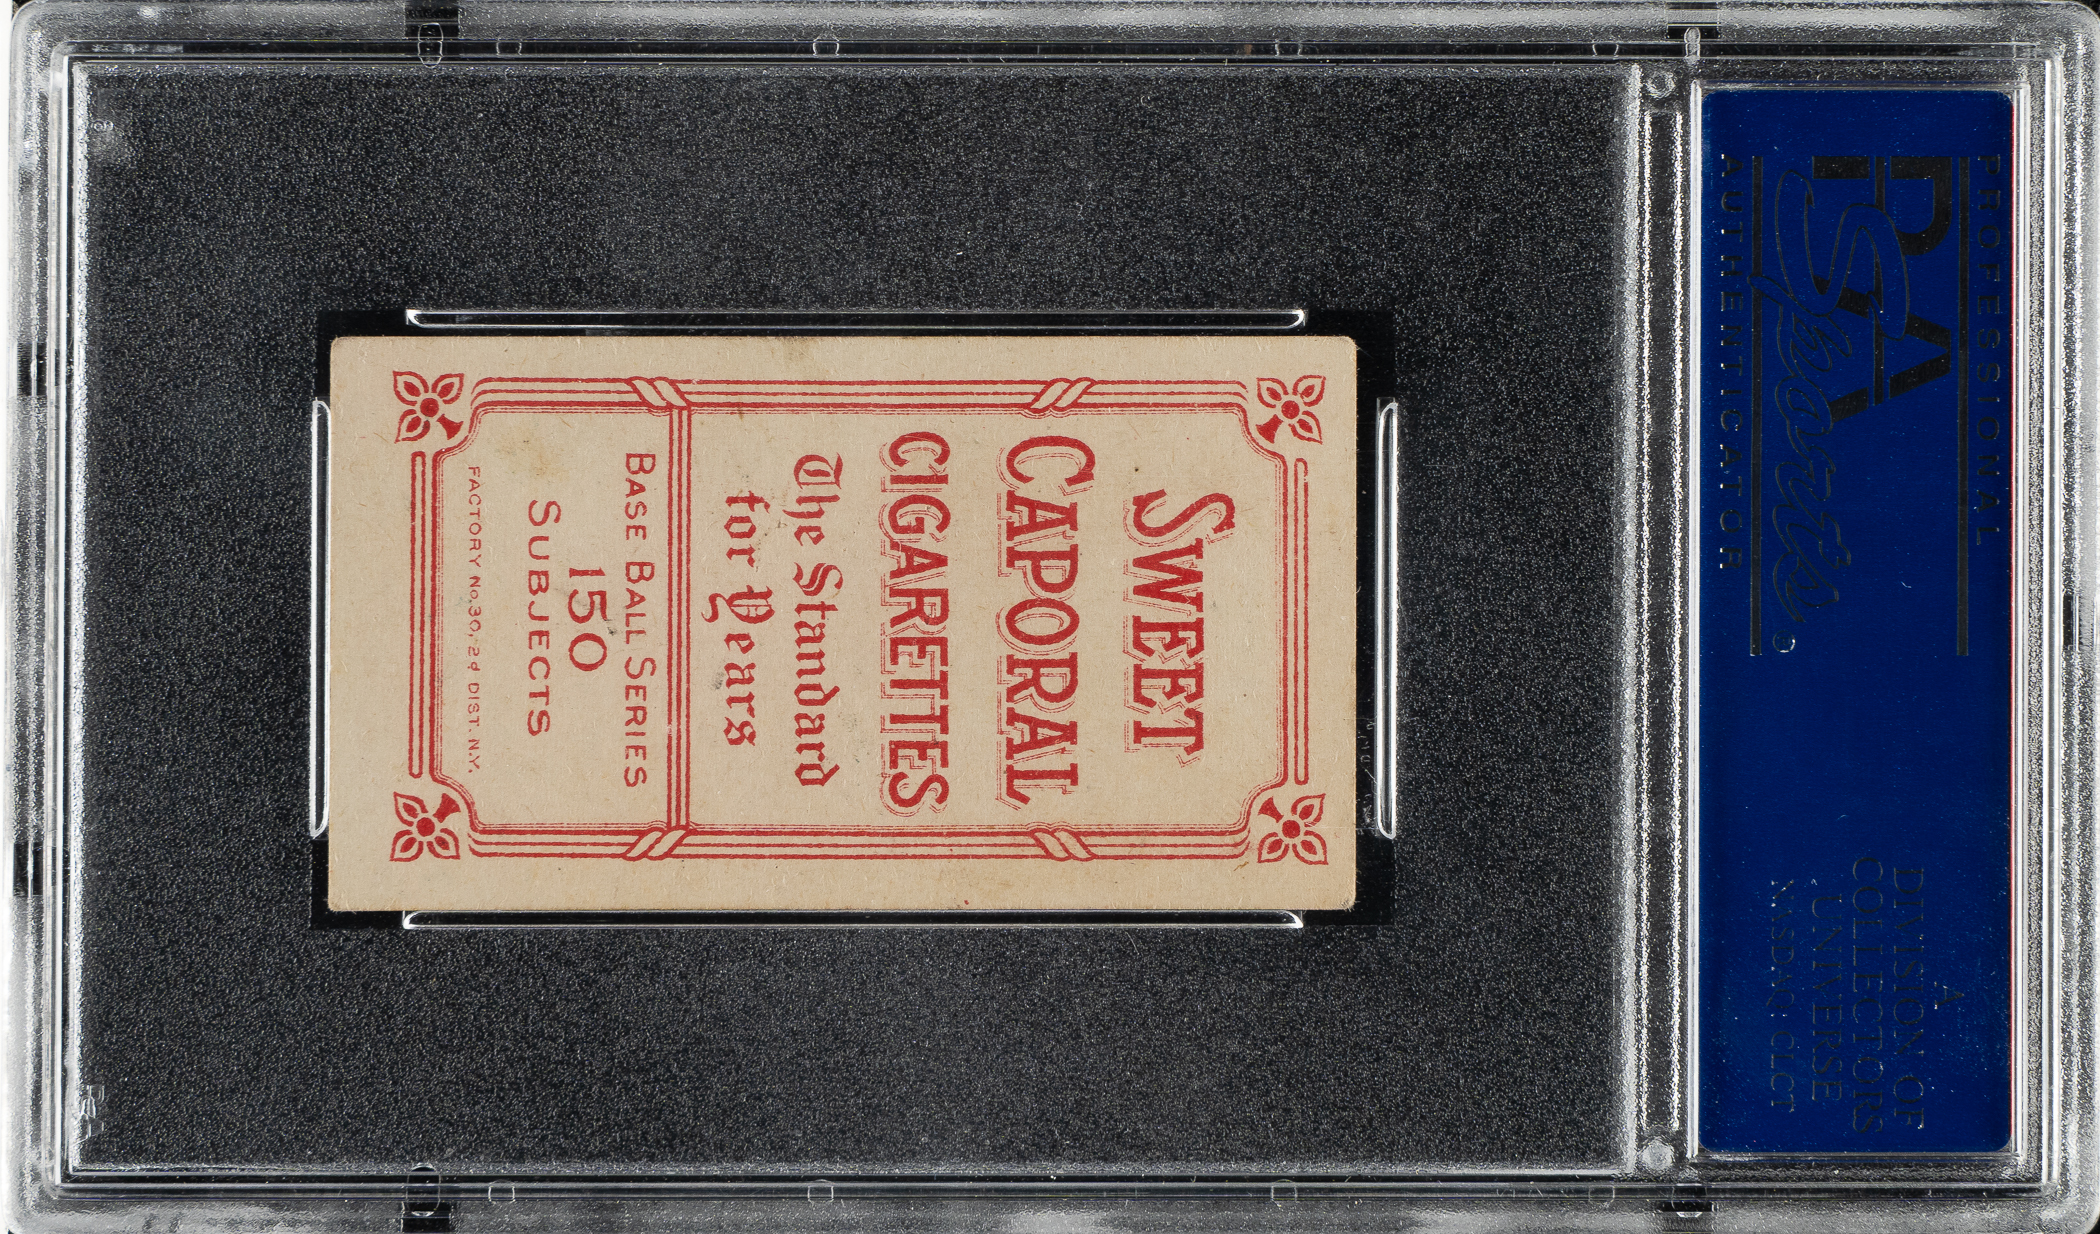 SWEET
CAPORAL
CIGARETTES
The Standard
for Years
BASE BALL SERIES
150
SUBJECTS
FACTORY No. 30, 2d DIST. N.Y.
PROFESSIONAL
PSA
Sports
®
AUTHENTICATOR
A
DIVISION OF
COLLECTORS
UNIVERSE
NASDAQ: CLCT